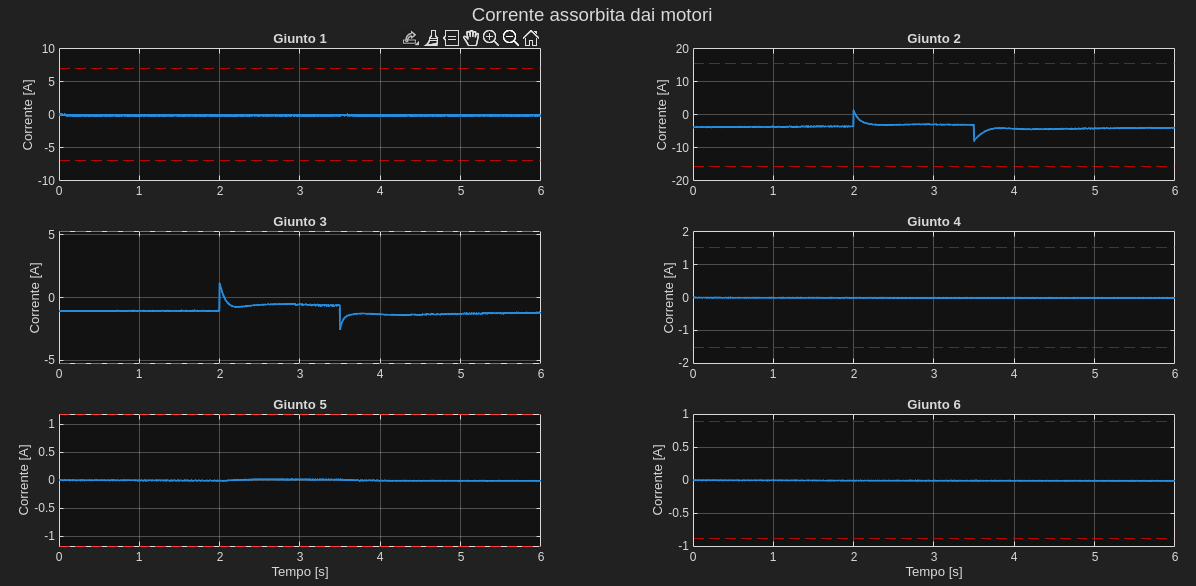 Corrente assorbita dai motori
Giunto 1
Corrente [A]
10
5
0
-5
-10
0 1 2 3 4 5 6
Giunto 2
Corrente [A]
20
10
0
-10
-20
0 1 2 3 4 5 6
Giunto 3
Corrente [A]
5
0
-5
0 1 2 3 4 5 6
Giunto 4
Corrente [A]
2
1
0
-1
-2
0 1 2 3 4 5 6
Giunto 5
Corrente [A]
1
0.5
0
-0.5
-1
0 1 2 3 4 5 6
Tempo [s]
Giunto 6
Corrente [A]
1
0.5
0
-0.5
-1
0 1 2 3 4 5 6
Tempo [s]